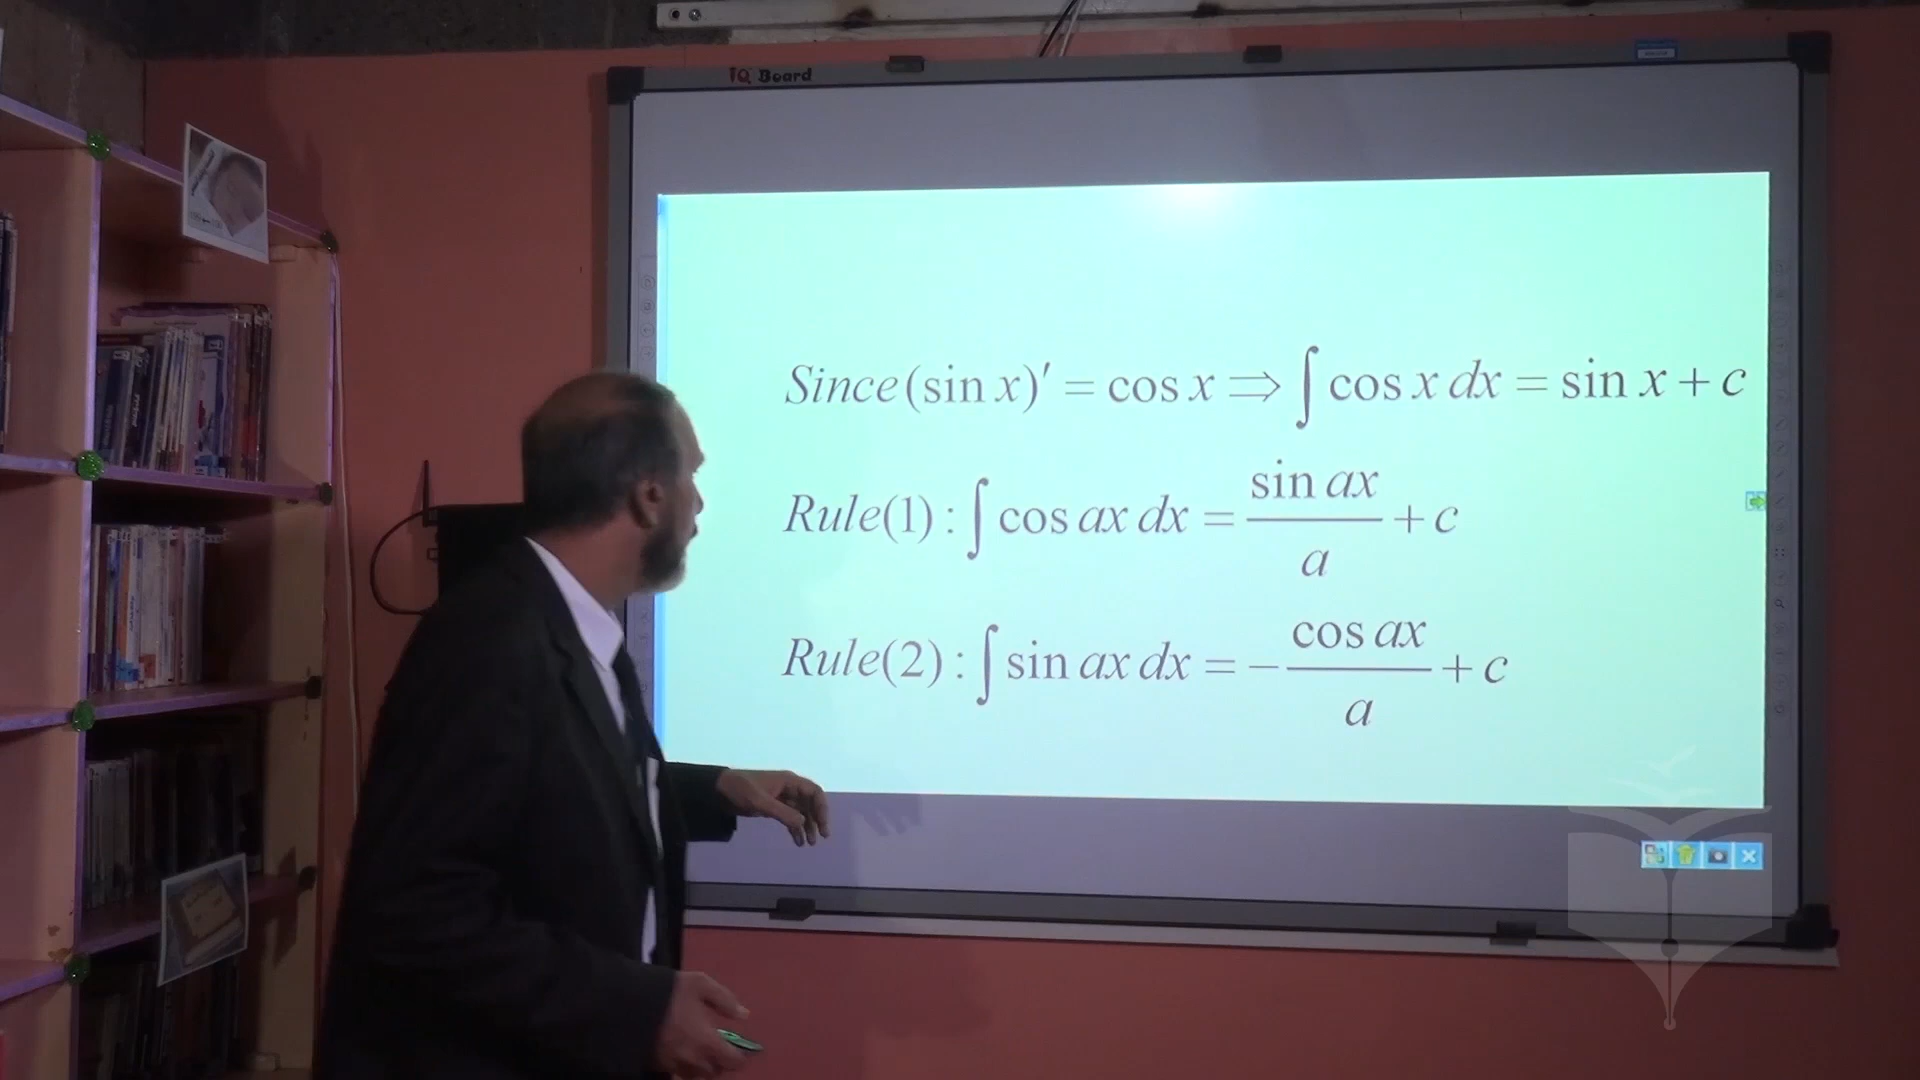 IQ Board
Since (sin x)′ = cos x ⇒ ∫ cos x dx = sin x + c
Rule(1) : ∫ cos ax dx = sin ax / a + c
Rule(2) : ∫ sin ax dx = − cos ax / a + c